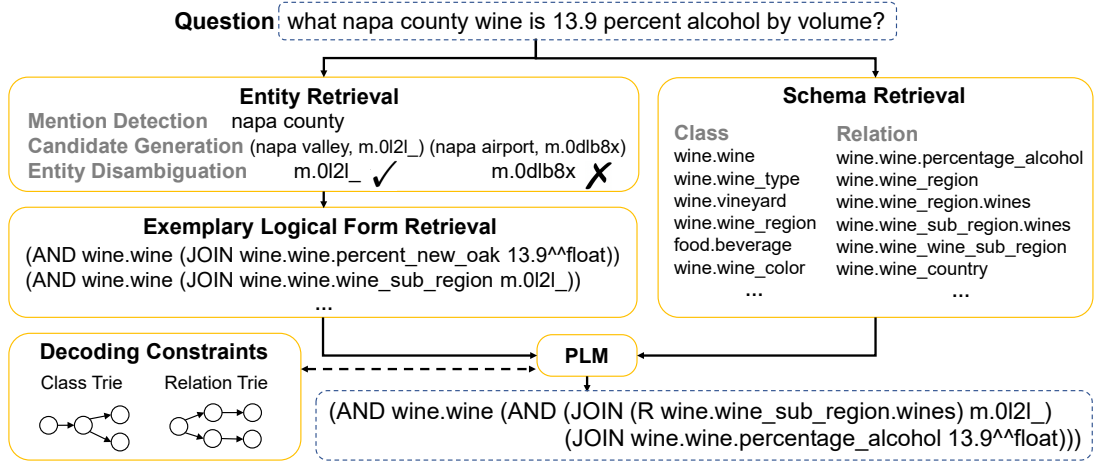 Question what napa county wine is 13.9 percent alcohol by volume?
Entity Retrieval
Mention Detection napa county
Candidate Generation (napa valley, m.0l2l_) (napa airport, m.0dlb8x)
Entity Disambiguation m.0l2l_ ✓ m.0dlb8x ✗
Exemplary Logical Form Retrieval
(AND wine.wine (JOIN wine.wine.percent_new_oak 13.9^^float))
(AND wine.wine (JOIN wine.wine.wine_sub_region m.0l2l_))
...
Schema Retrieval
Class Relation
wine.wine wine.wine.percentage_alcohol
wine.wine_type wine.wine_region
wine.vineyard wine.wine_region.wines
wine.wine_region wine.wine_sub_region.wines
food.beverage wine.wine_wine_sub_region
wine.wine_color wine.wine_country
... ...
Decoding Constraints
Class Trie Relation Trie
PLM
(AND wine.wine (AND (JOIN (R wine.wine_sub_region.wines) m.0l2l_)
(JOIN wine.wine.percentage_alcohol 13.9^^float)))